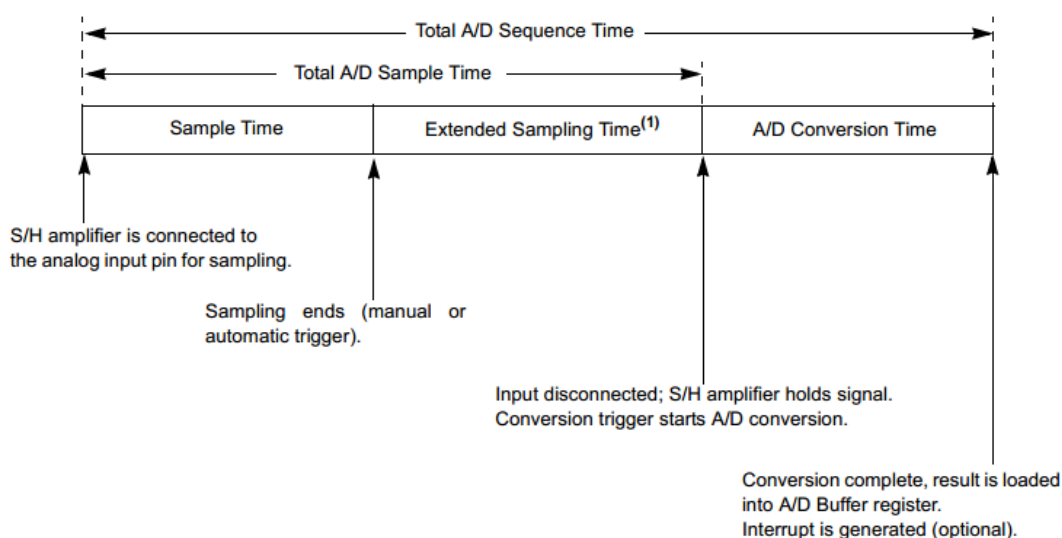 Total A/D Sequence Time
Total A/D Sample Time
Sample Time
Extended Sampling Time(1)
A/D Conversion Time
S/H amplifier is connected to
the analog input pin for sampling.
Sampling ends (manual or
automatic trigger).
Input disconnected; S/H amplifier holds signal.
Conversion trigger starts A/D conversion.
Conversion complete, result is loaded
into A/D Buffer register.
Interrupt is generated (optional).